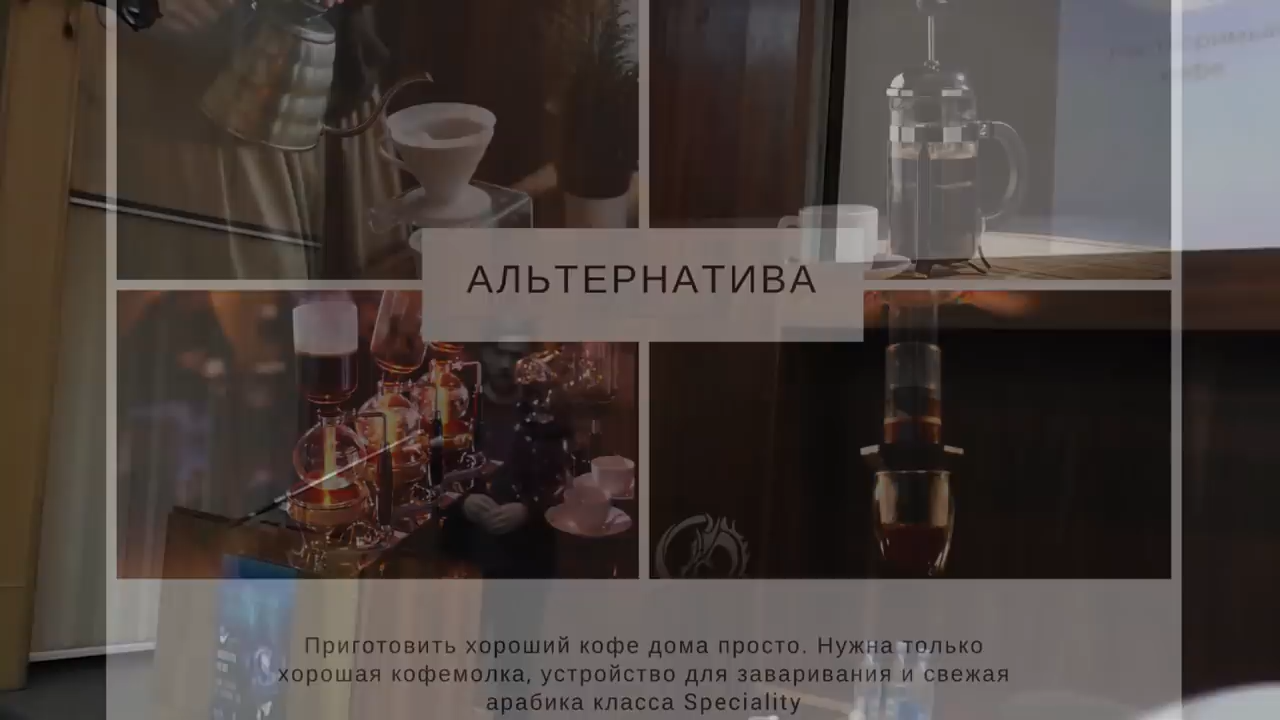 АЛЬТЕРНАТИВА
Приготовить хороший кофе дома просто. Нужна только
хорошая кофемолка, устройство для заваривания и свежая
арабика класса Speciality